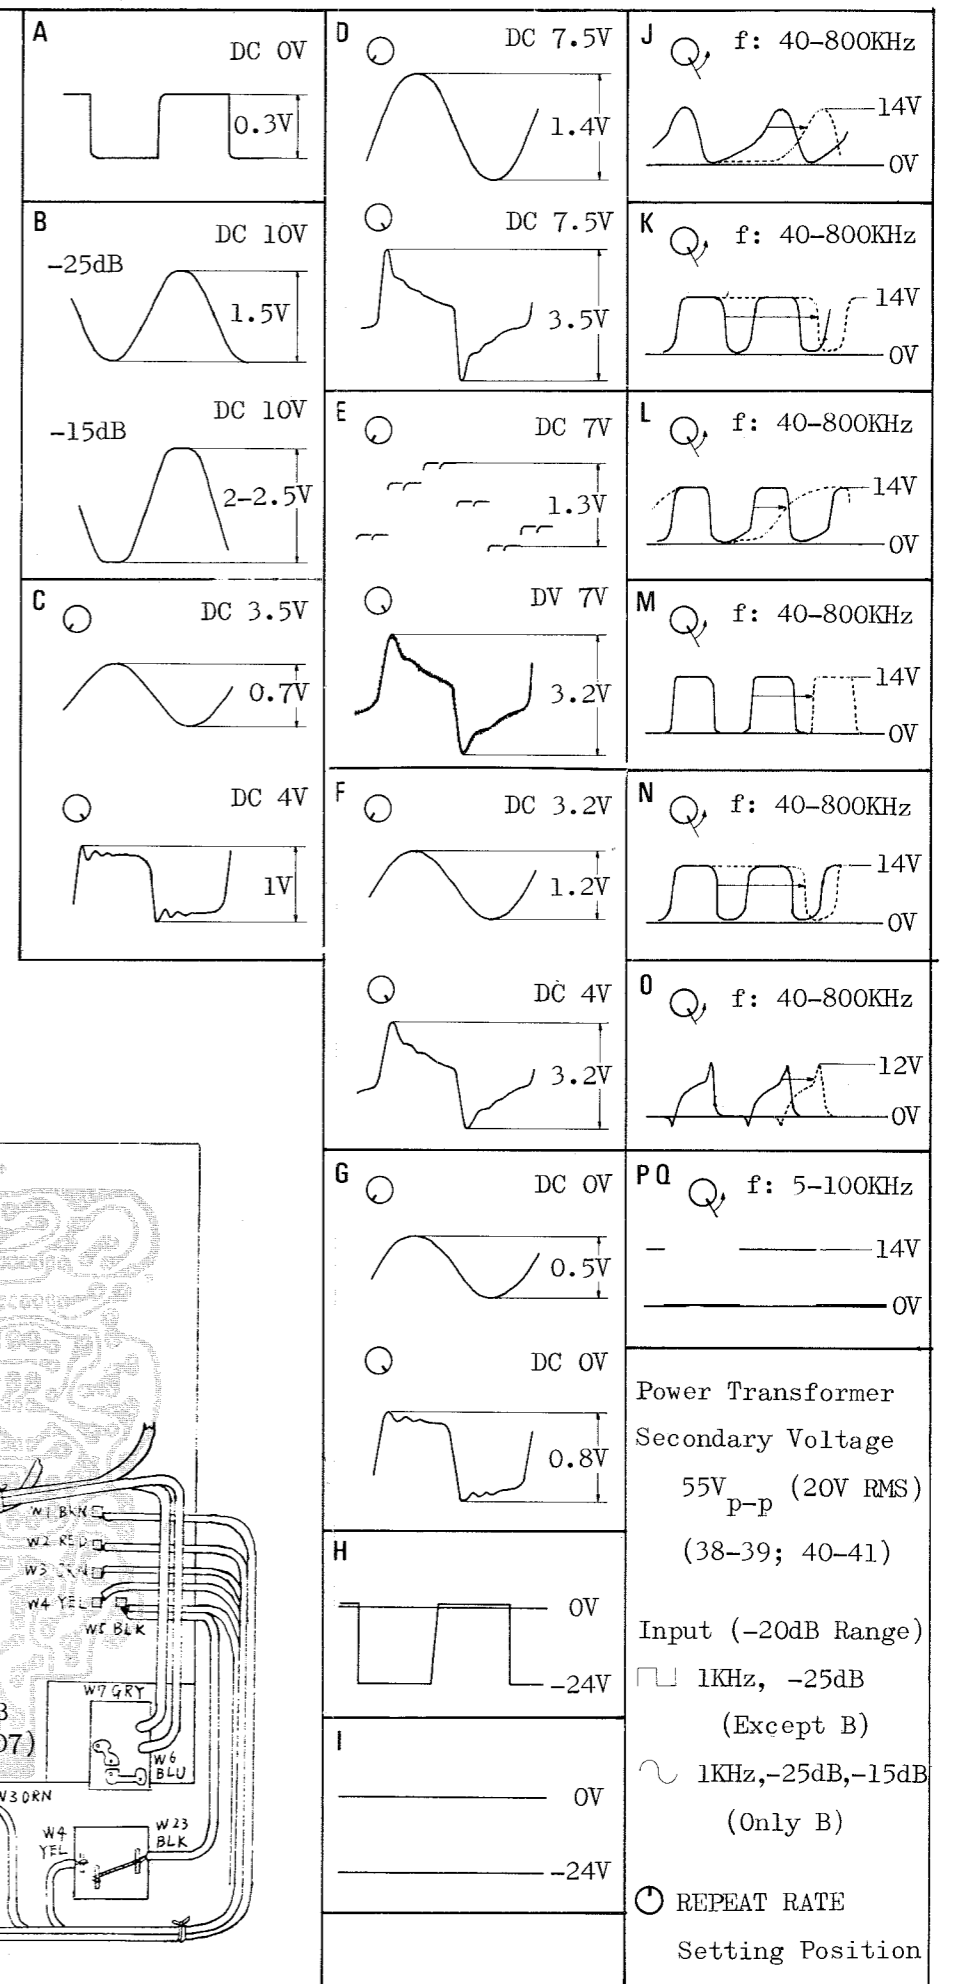 A
DC 0V
0.3V
B
DC 10V
-25dB
1.5V
DC 10V
-15dB
2-2.5V
C
DC 3.5V
0.7V
DC 4V
1V
D
DC 7.5V
1.4V
DC 7.5V
3.5V
E
DC 7V
1.3V
DV 7V
3.2V
F
DC 3.2V
1.2V
DC 4V
3.2V
G
DC 0V
0.5V
DC 0V
0.8V
H
0V
-24V
I
0V
-24V
J
f: 40-800KHz
14V
0V
K
f: 40-800KHz
14V
0V
L
f: 40-800KHz
14V
0V
M
f: 40-800KHz
14V
0V
N
f: 40-800KHz
14V
0V
O
f: 40-800KHz
12V
0V
PQ
f: 5-100KHz
14V
0V
Power Transformer
Secondary Voltage
55Vp-p (20V RMS)
(38-39; 40-41)
Input (-20dB Range)
1KHz, -25dB
(Except B)
1KHz,-25dB,-15dB
(Only B)
REPEAT RATE
Setting Position
W1 BRN
W2 RED
W3 ORN
W4 YEL
W5 BLK
W7 GRY
B
07)
W6
BLU
W3 ORN
W4
YEL
W23
BLK